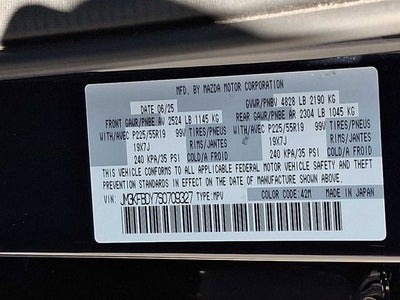 MFD. BY MAZDA MOTOR CORPORATION
DATE 06/25 GVWR/PNBV 4828 LB 2190 KG
FRONT GAWR/PNBE AV 2524 LB 1145 KG REAR GAWR/PNBE AR 2304 LB 1045 KG
WITH/AVEC P225/55R19 99V TIRES/PNEUS WITH/AVEC P225/55R19 99V TIRES/PNEUS
19X7J RIMS/JANTES 19X7J RIMS/JANTES
240 KPA/35 PSI COLD/A FROID 240 KPA/35 PSI COLD/A FROID
THIS VEHICLE CONFORMS TO ALL APPLICABLE FEDERAL MOTOR VEHICLE SAFETY AND THEFT
PREVENTION STANDARDS IN EFFECT ON THE DATE OF MANUFACTURE SHOWN ABOVE.
VIN: JM3KFBDY7S0709327 TYPE:MPV COLOR CODE: 42M MADE IN JAPAN